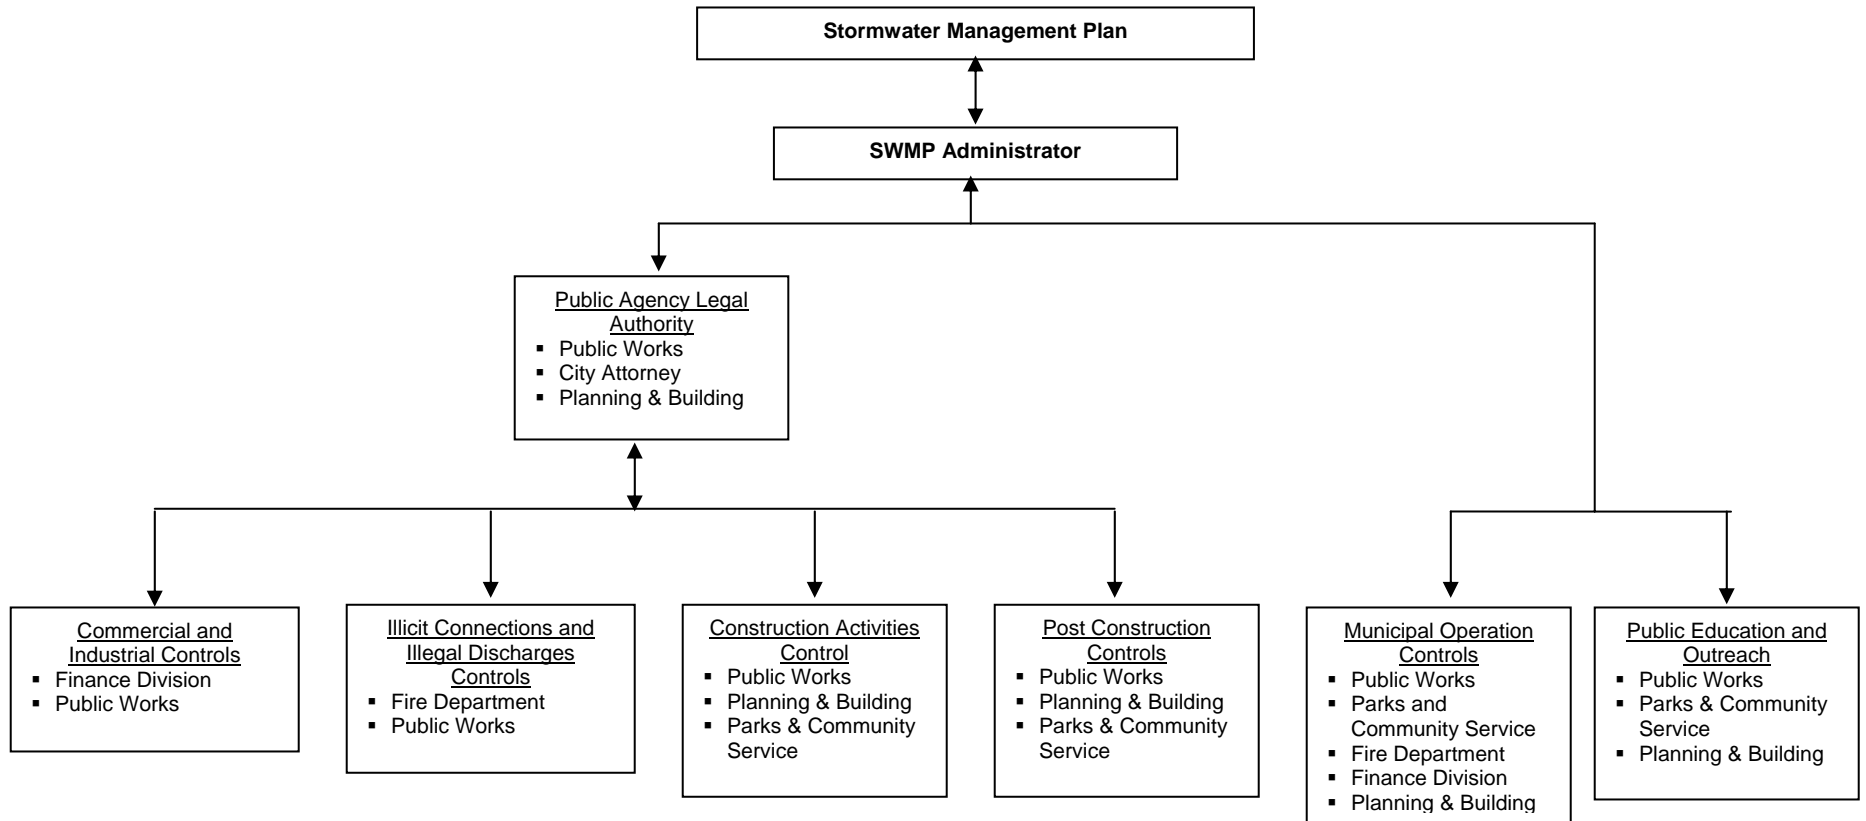 Stormwater Management Plan
SWMP Administrator
Public Agency Legal
Authority
▪ Public Works
▪ City Attorney
▪ Planning & Building
Commercial and
Industrial Controls
▪ Finance Division
▪ Public Works
Illicit Connections and
Illegal Discharges
Controls
▪ Fire Department
▪ Public Works
Construction Activities
Control
▪ Public Works
▪ Planning & Building
▪ Parks & Community
Service
Post Construction
Controls
▪ Public Works
▪ Planning & Building
▪ Parks & Community
Service
Municipal Operation
Controls
▪ Public Works
▪ Parks and
Community Service
▪ Fire Department
▪ Finance Division
▪ Planning & Building
Public Education and
Outreach
▪ Public Works
▪ Parks & Community
Service
▪ Planning & Building